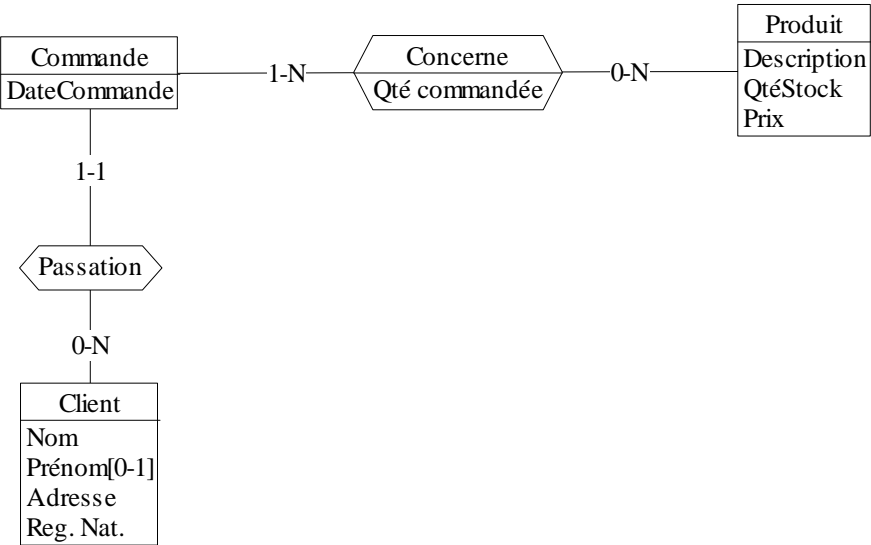 Commande
DateCommande
1-N
Concerne
Qté commandée
0-N
Produit
Description
QtéStock
Prix
1-1
Passation
0-N
Client
Nom
Prénom[0-1]
Adresse
Reg. Nat.